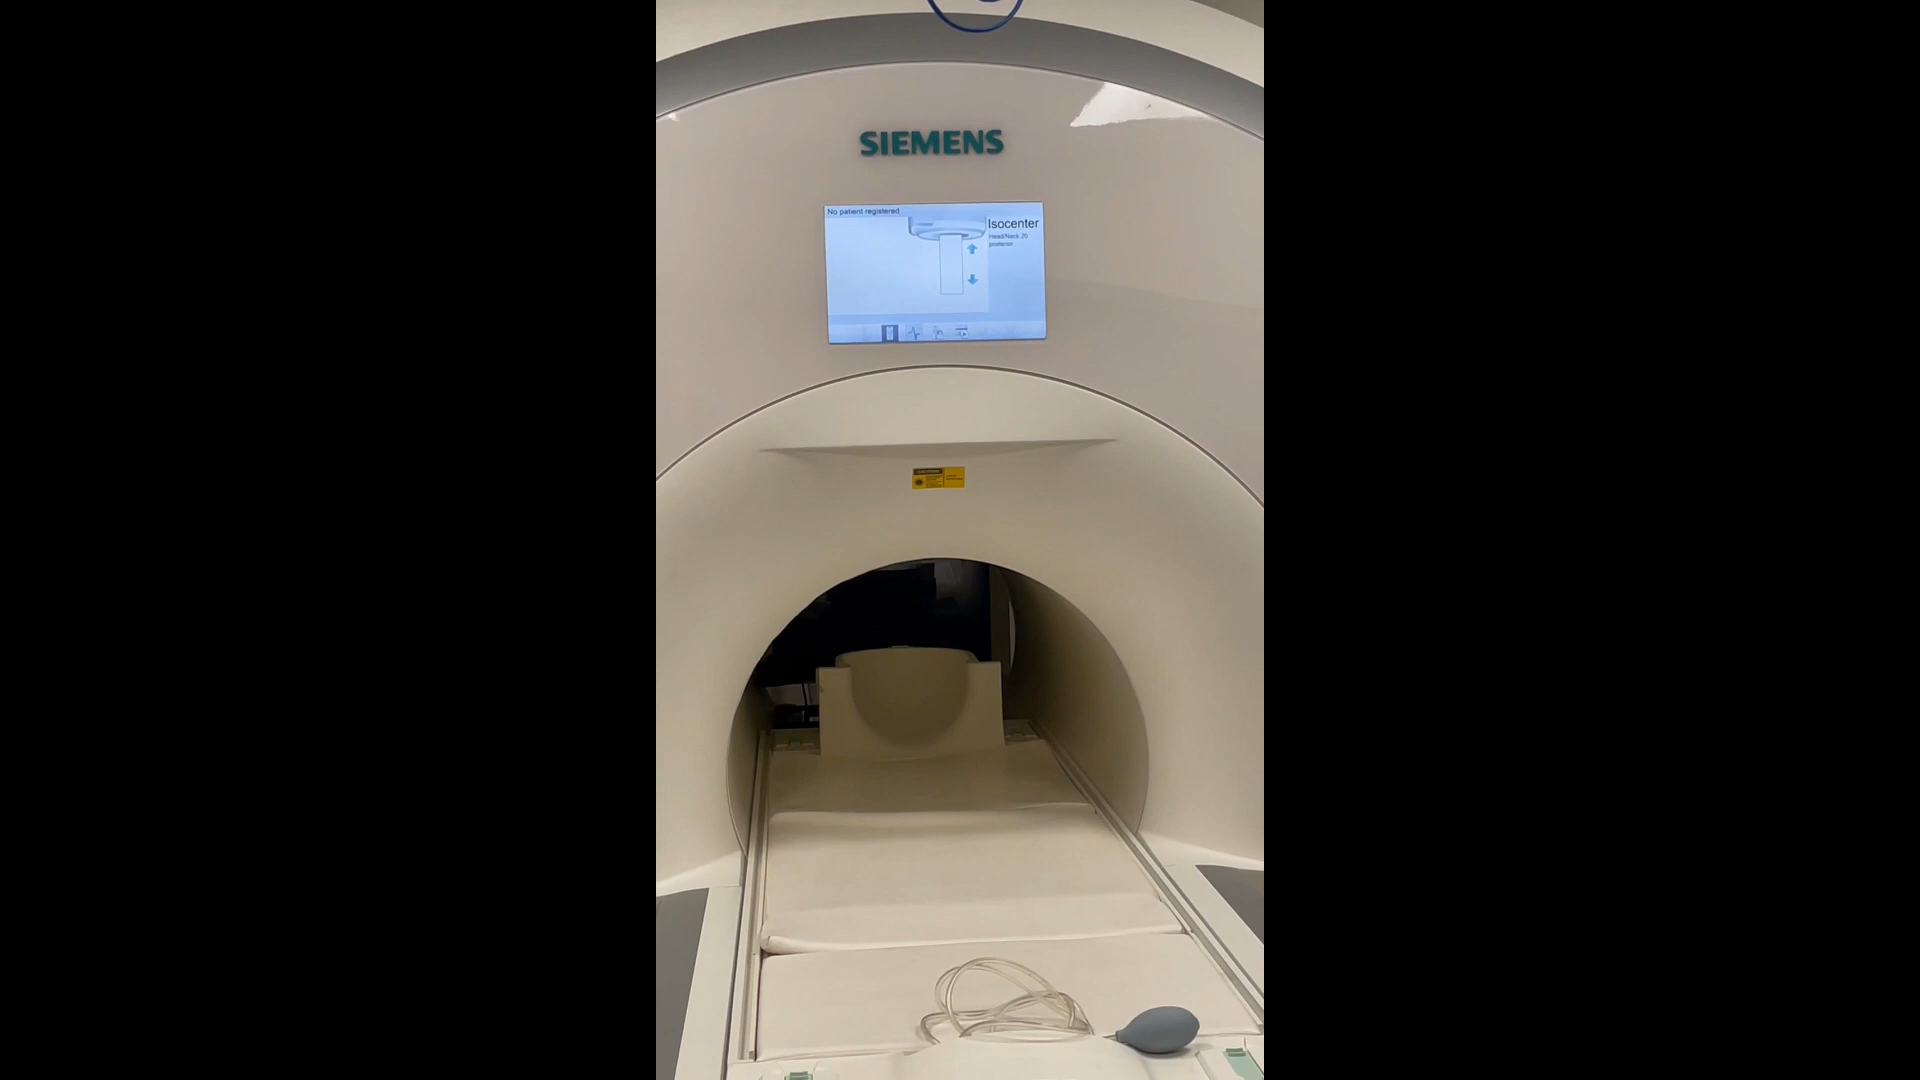 SIEMENS
No patient registered
Isocenter
Head/Neck 20
posterior